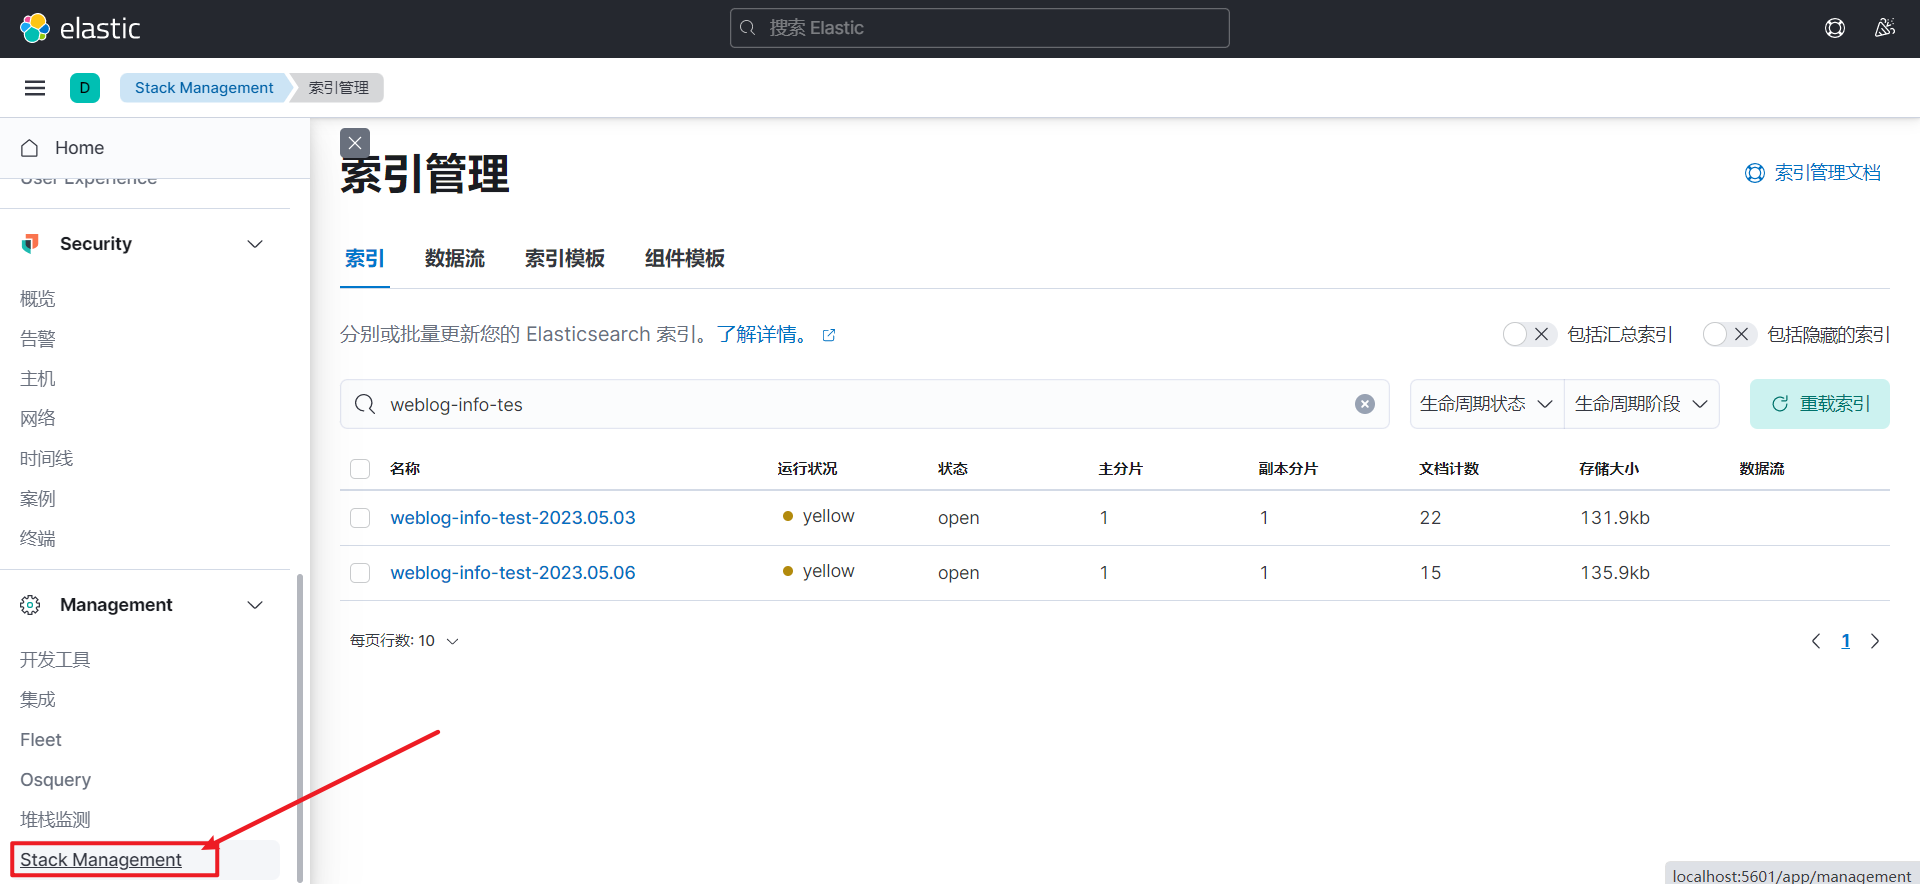 elastic
搜索 Elastic
D
Stack Management
索引管理
Home
User Experience
Security
概览
告警
主机
网络
时间线
案例
终端
Management
开发工具
集成
Fleet
Osquery
堆栈监测
Stack Management
索引管理
索引管理文档
索引 数据流 索引模板 组件模板
分别或批量更新您的 Elasticsearch 索引。了解详情。
包括汇总索引 包括隐藏的索引
weblog-info-tes
生命周期状态 生命周期阶段 重载索引
名称 运行状况 状态 主分片 副本分片 文档计数 存储大小 数据流
weblog-info-test-2023.05.03 yellow open 1 1 22 131.9kb
weblog-info-test-2023.05.06 yellow open 1 1 15 135.9kb
每页行数: 10
1
localhost:5601/app/management